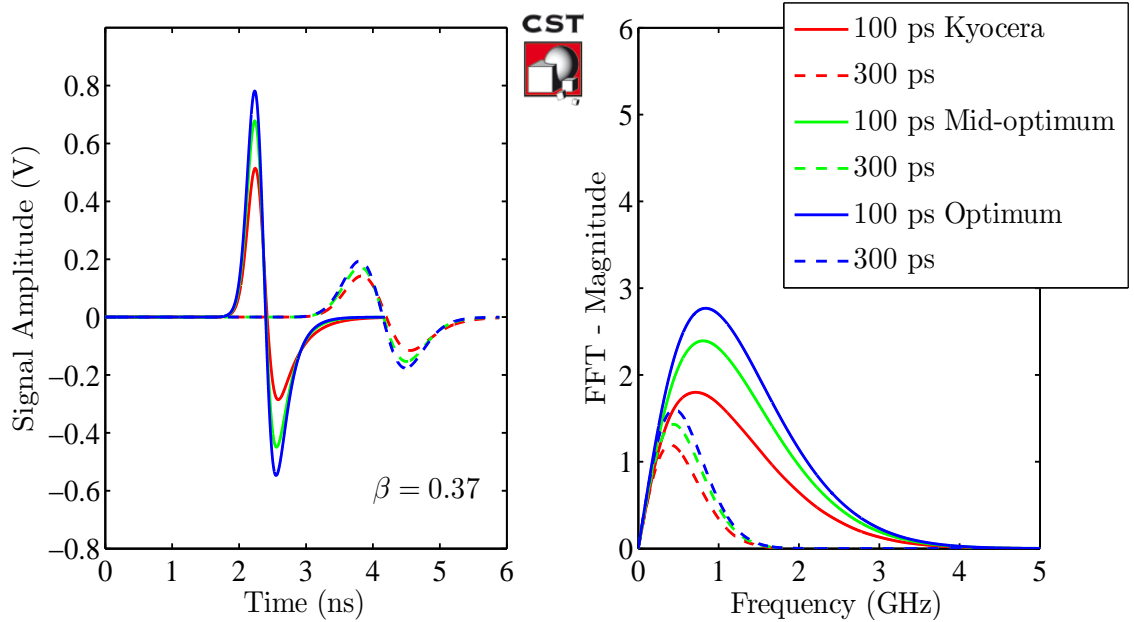 CST
Signal Amplitude (V)
0.8
0.6
0.4
0.2
0
−0.2
−0.4
−0.6
−0.8
β = 0.37
0 1 2 3 4 5 6
Time (ns)
FFT - Magnitude
6
5
4
3
2
1
0
0 1 2 3 4 5
Frequency (GHz)
100 ps Kyocera
300 ps
100 ps Mid-optimum
300 ps
100 ps Optimum
300 ps